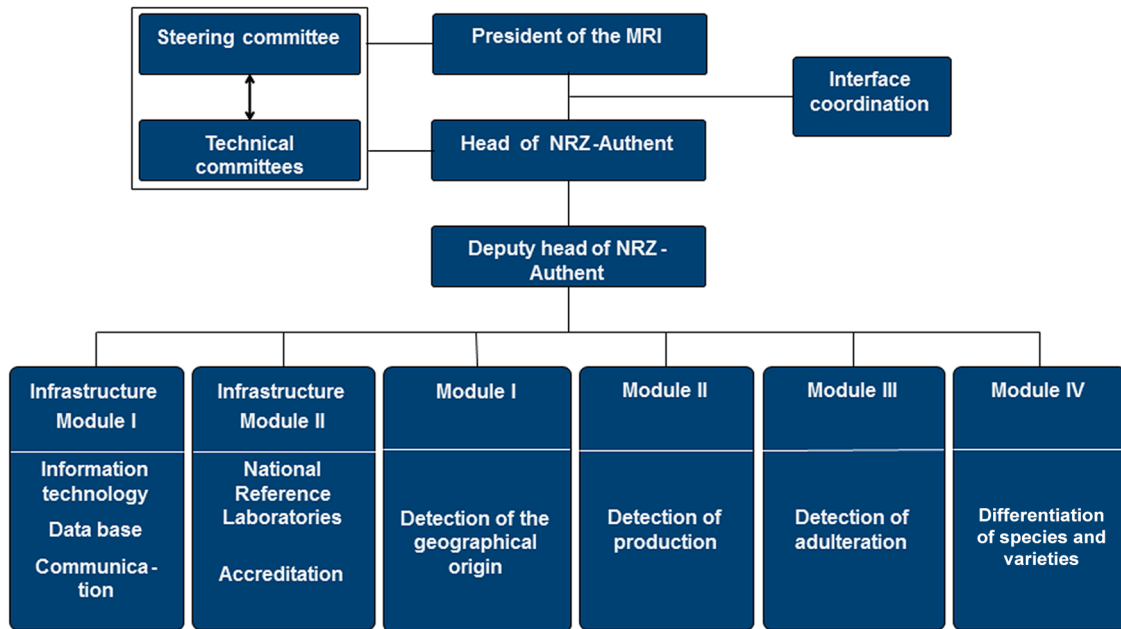 Steering committee
President of the MRI
Interface
coordination
Technical
committees
Head of NRZ-Authent
Deputy head of NRZ -
Authent
Infrastructure
Module I
Information
technology
Data base
Communica -
tion
Infrastructure
Module II
National
Reference
Laboratories
Accreditation
Module I
Detection of the
geographical
origin
Module II
Detection of
production
Module III
Detection of
adulteration
Module IV
Differentiation
of species and
varieties